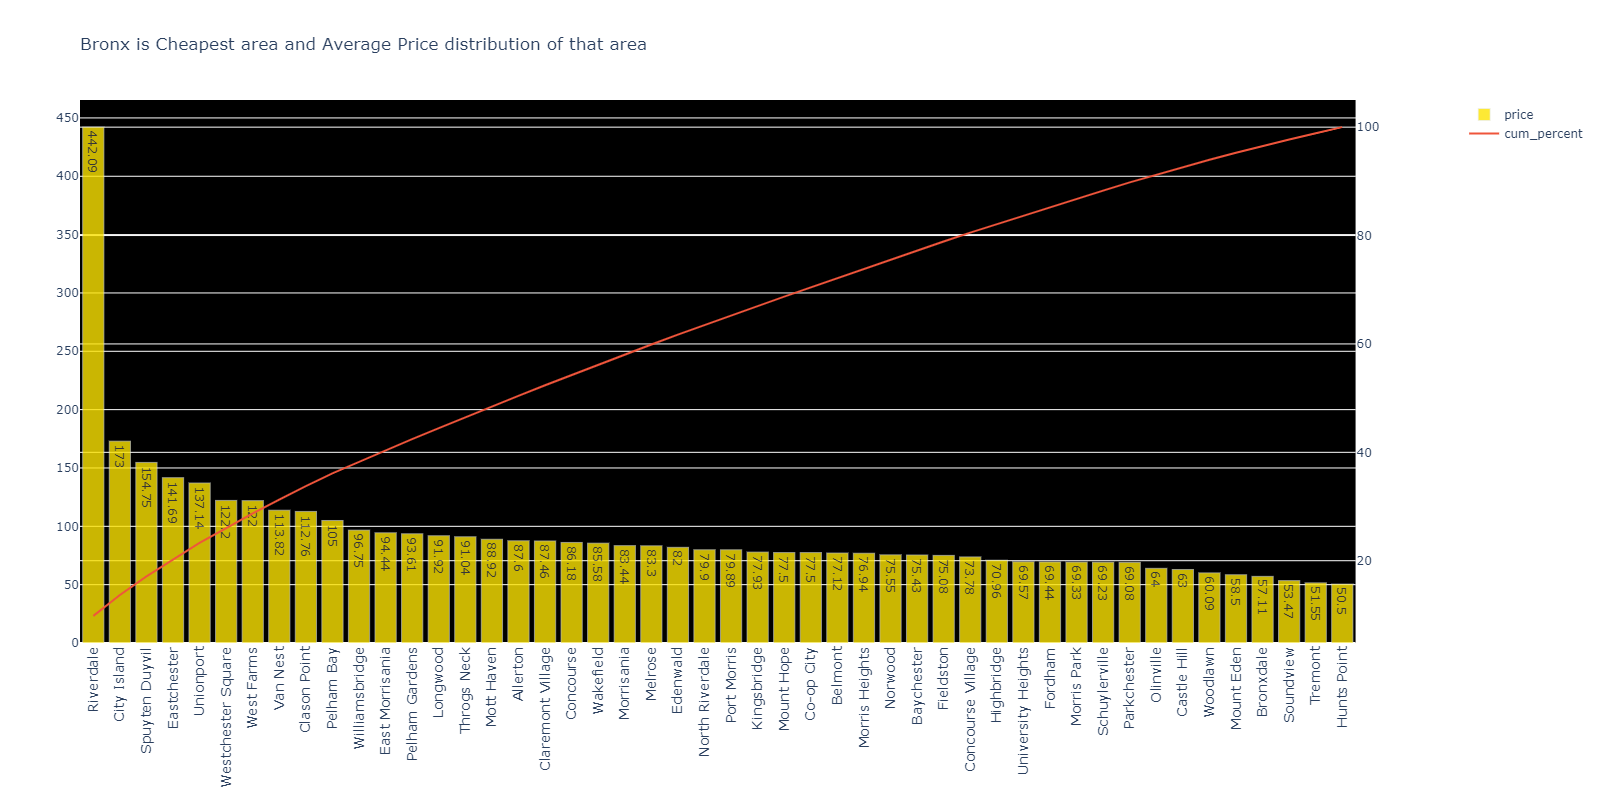 Bronx is Cheapest area and Average Price distribution of that area
price
cum_percent
450
400
350
300
250
200
150
100
50
0
100
80
60
40
20
442.09
173
154.75
141.69
137.14
122.2
122
113.82
112.76
105
96.75
94.44
93.61
91.92
91.04
88.92
87.6
87.46
86.18
85.58
83.44
83.3
82
79.9
79.89
77.93
77.5
77.5
77.12
76.94
75.55
75.43
75.08
73.78
70.96
69.57
69.44
69.33
69.23
69.08
64
63
60.09
58.5
57.11
53.47
51.55
50.5
Riverdale
City Island
Spuyten Duyvil
Eastchester
Unionport
Westchester Square
West Farms
Van Nest
Clason Point
Pelham Bay
Williamsbridge
East Morrisania
Pelham Gardens
Longwood
Throgs Neck
Mott Haven
Allerton
Claremont Village
Concourse
Wakefield
Morrisania
Melrose
Edenwald
North Riverdale
Port Morris
Kingsbridge
Mount Hope
Co-op City
Belmont
Morris Heights
Norwood
Baychester
Fieldston
Concourse Village
Highbridge
University Heights
Fordham
Morris Park
Schuylerville
Parkchester
Olinville
Castle Hill
Woodlawn
Mount Eden
Bronxdale
Soundview
Tremont
Hunts Point